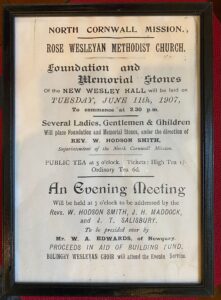 NORTH CORNWALL MISSION,
ROSE WESLEYAN METHODIST CHURCH.
Foundation and
Memorial Stones
Of the NEW WESLEY HALL will be laid on
TUESDAY, JUNE 11th, 1907,
To commence at 2.30 p.m.
Several Ladies, Gentlemen & Children
Will place Foundation and Memorial Stones, under the direction of
REV. W. HODSON SMITH,
Superintendent of the North Cornwall Mission.
PUBLIC TEA at 5 o'clock. Tickets: High Tea 1/-
Ordinary Tea 6d.
An Evening Meeting
Will be held at 7 o'clock to be addressed by the
Revs. W. HODSON SMITH, J. H. MADDOCK,
and A. T. SALISBURY.
To be presided over by
Mr. W. A. EDWARDS, of Newquay.
PROCEEDS IN AID OF BUILDING FUND.
BOLINGEY WESLEYAN CHOIR will attend the Evening Service.